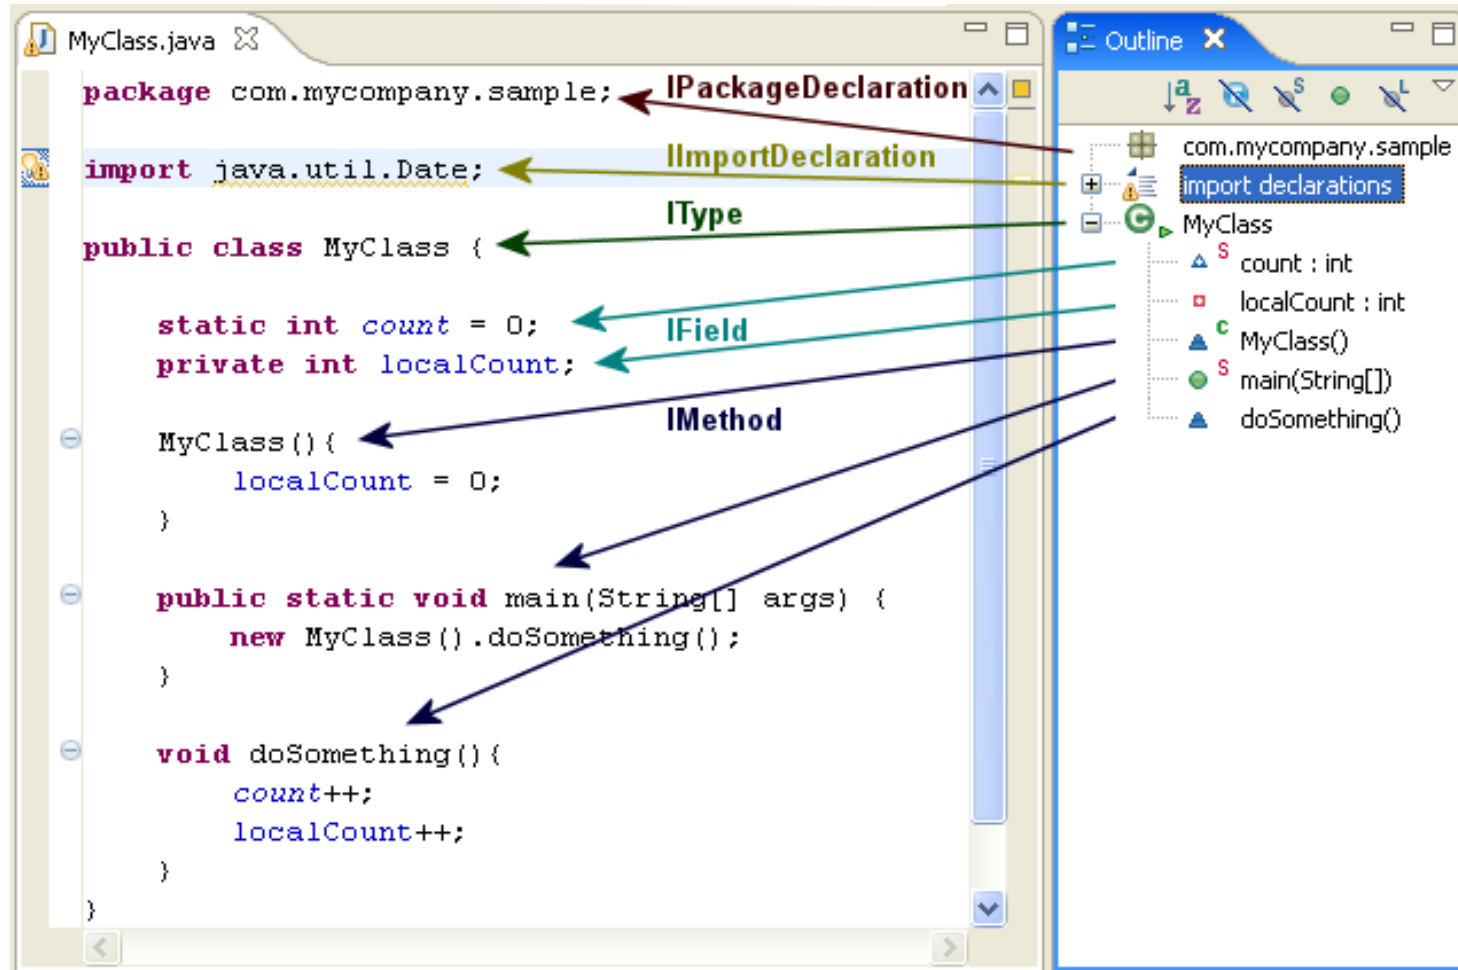 MyClass.java
Outline
package com.mycompany.sample;
IPackageDeclaration
import java.util.Date;
IImportDeclaration
public class MyClass {
IType
static int count = 0;
private int localCount;
IField
MyClass(){
IMethod
localCount = 0;
}
public static void main(String[] args) {
new MyClass().doSomething();
}
void doSomething(){
count++;
localCount++;
}
}
a
z
S
L
com.mycompany.sample
import declarations
C
MyClass
S
count : int
localCount : int
C
MyClass()
S
main(String[])
doSomething()